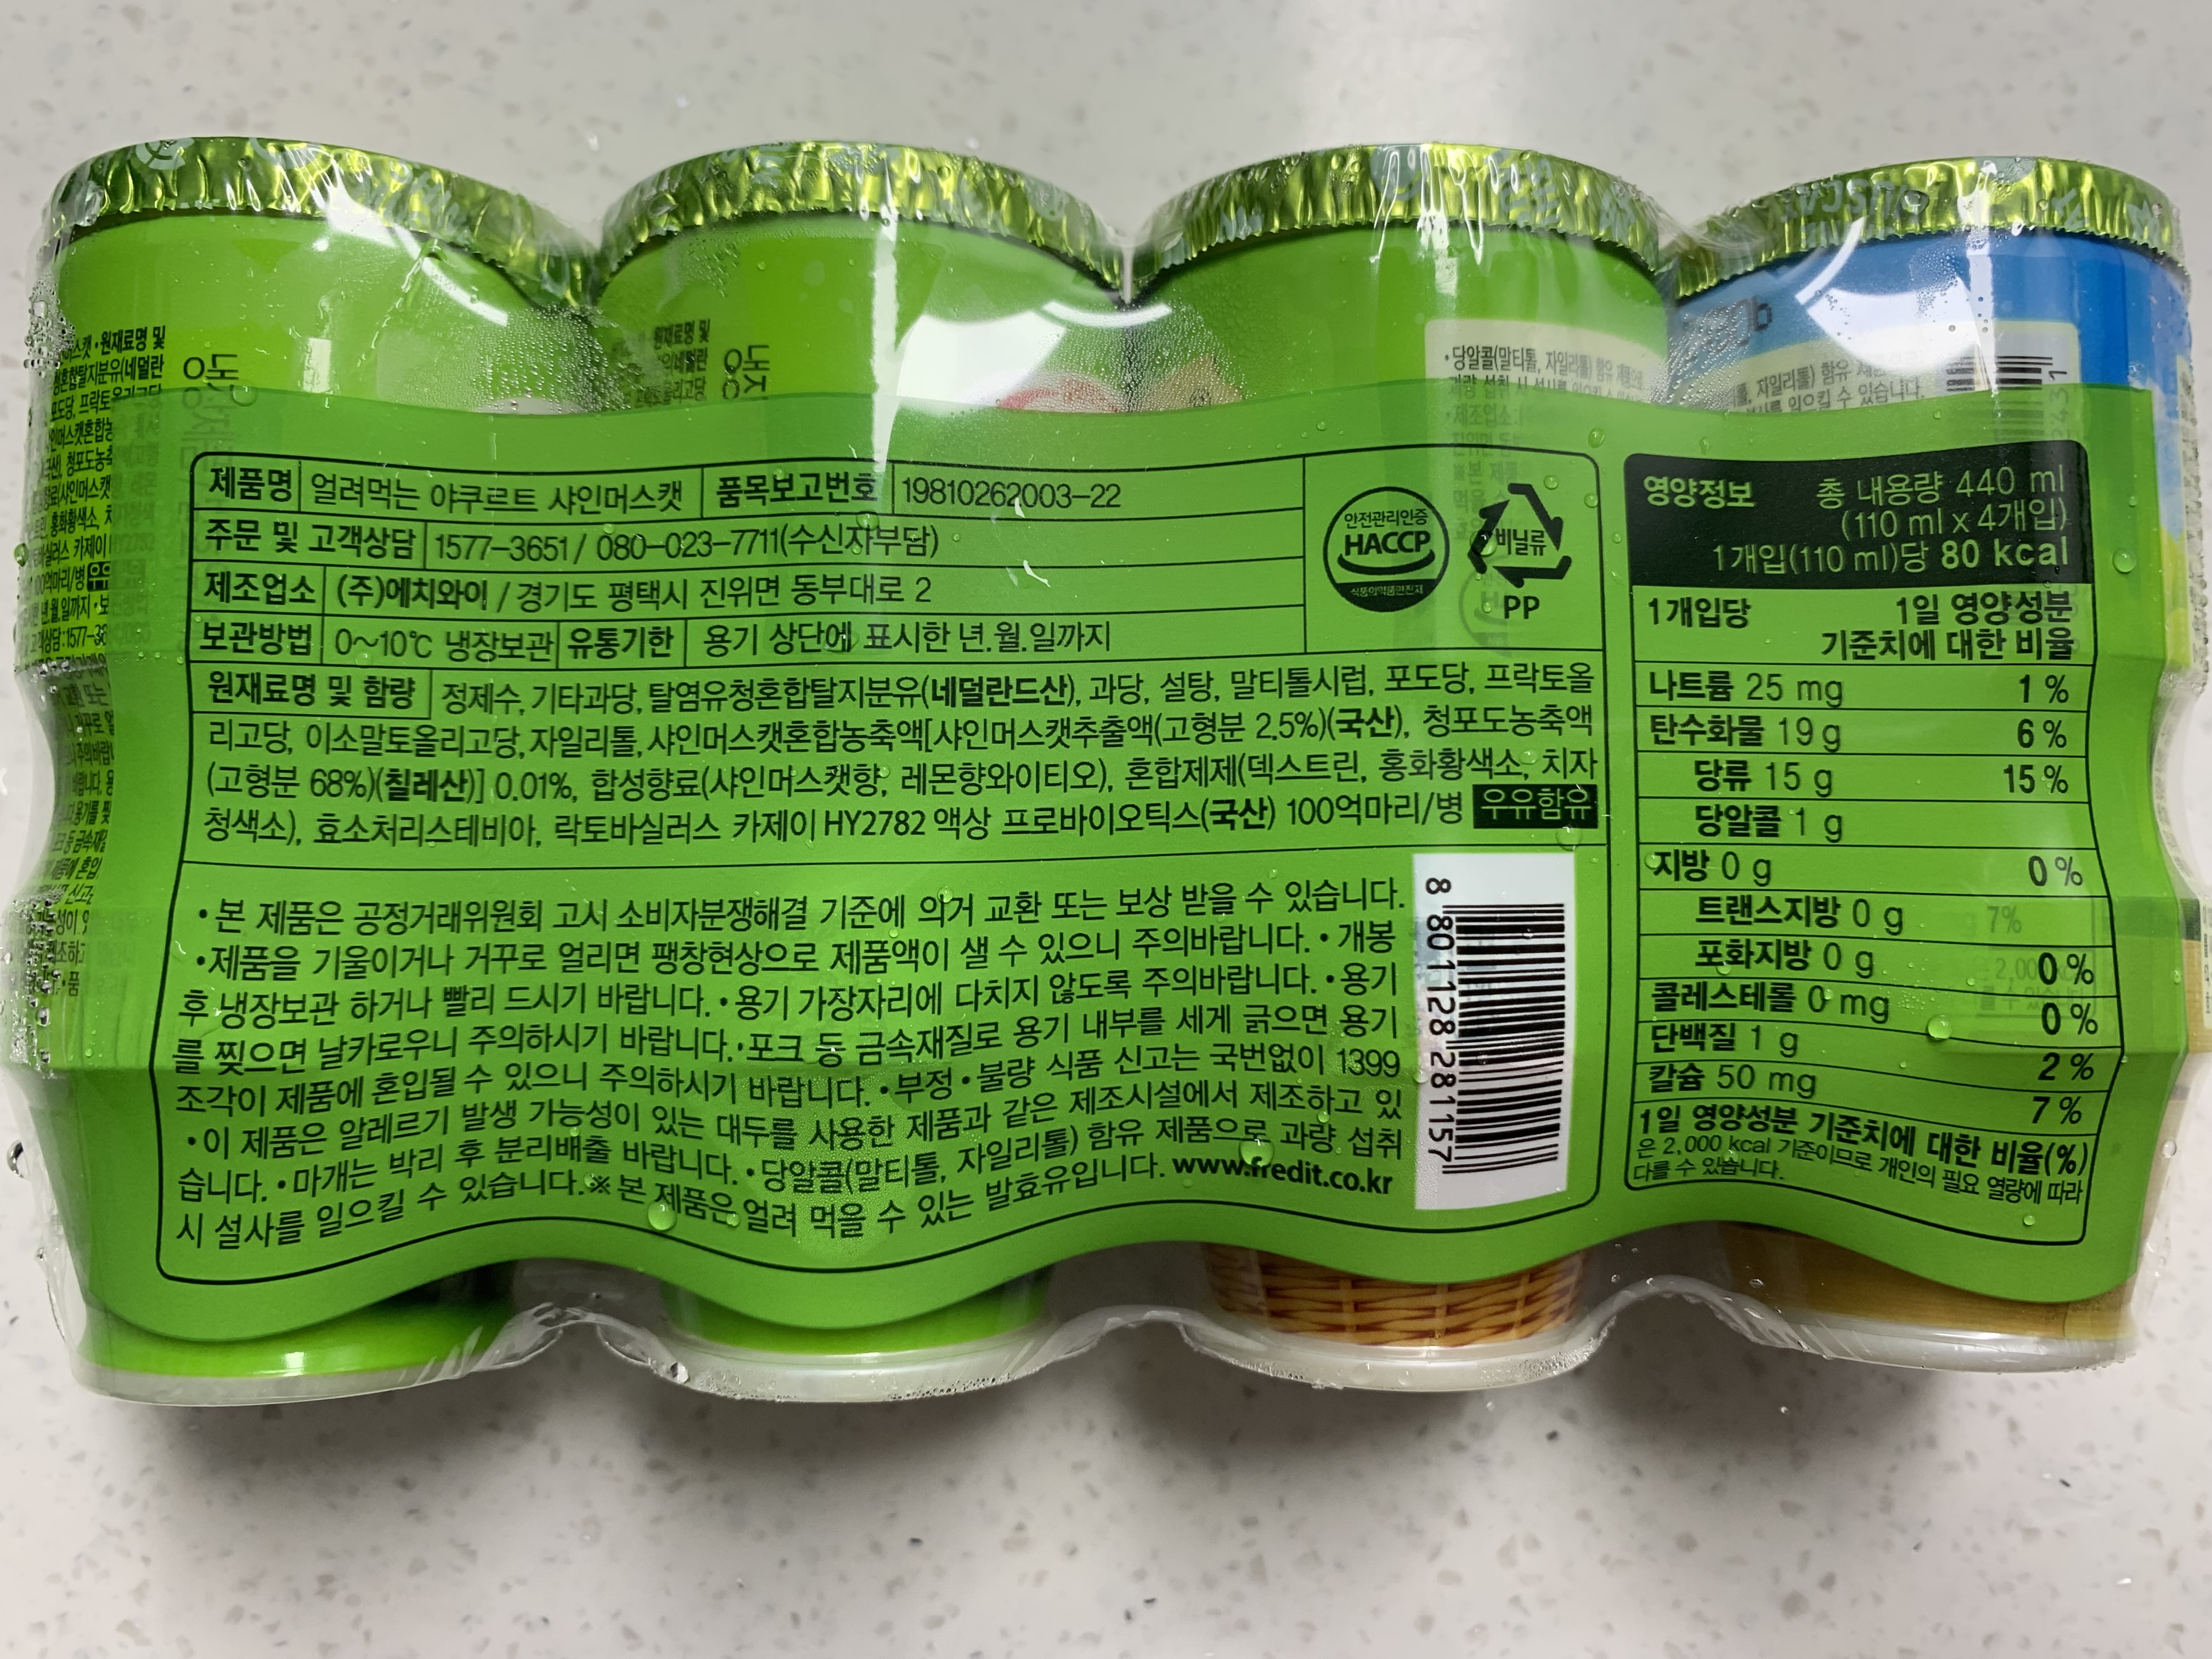 냉장
냉장
원재료명 및
• 당알콜(말티톨, 자일리톨) 함유 제품으로
제품명 얼려먹는 야쿠르트 샤인머스캣 품목보고번호 19810262003-22
주문 및 고객상담 1577-3651/ 080-023-7711(수신자부담)
제조업소 (주)에치와이 / 경기도 평택시 진위면 동부대로 2
보관방법 0~10℃ 냉장보관 유통기한 용기 상단에 표시한 년.월.일까지
안전관리인증
HACCP
식품의약품안전처
비닐류
PP
원재료명 및 함량 정제수, 기타과당, 탈염유청혼합탈지분유(네덜란드산), 과당, 설탕, 말티톨시럽, 포도당, 프락토올
리고당, 이소말토올리고당, 자일리톨, 샤인머스캣혼합농축액[샤인머스캣추출액(고형분 2.5%)(국산), 청포도농축액
(고형분 68%)(칠레산)] 0.01%, 합성향료(샤인머스캣향, 레몬향와이티오), 혼합제제(덱스트린, 홍화황색소, 치자
청색소), 효소처리스테비아, 락토바실러스 카제이 HY2782 액상 프로바이오틱스(국산) 100억마리/병 우유함유
• 본 제품은 공정거래위원회 고시 소비자분쟁해결 기준에 의거 교환 또는 보상 받을 수 있습니다.
• 제품을 기울이거나 거꾸로 얼리면 팽창현상으로 제품액이 샐 수 있으니 주의바랍니다. • 개봉
후 냉장보관 하거나 빨리 드시기 바랍니다. • 용기 가장자리에 다치지 않도록 주의바랍니다. • 용기
를 찢으면 날카로우니 주의하시기 바랍니다. • 포크 등 금속재질로 용기 내부를 세게 긁으면 용기
조각이 제품에 혼입될 수 있으니 주의하시기 바랍니다. • 부정 • 불량 식품 신고는 국번없이 1399
• 이 제품은 알레르기 발생 가능성이 있는 대두를 사용한 제품과 같은 제조시설에서 제조하고 있
습니다. • 마개는 박리 후 분리배출 바랍니다. • 당알콜(말티톨, 자일리톨) 함유 제품으로 과량 섭취
시 설사를 일으킬 수 있습니다. ※ 본 제품은 얼려 먹을 수 있는 발효유입니다. www.fredit.co.kr
8 801128 281157
영양정보 총 내용량 440 ml
(110 ml x 4개입)
1개입(110 ml)당 80 kcal
1개입당 1일 영양성분
기준치에 대한 비율
나트륨 25 mg 1 %
탄수화물 19 g 6 %
당류 15 g 15 %
당알콜 1 g
지방 0 g 0 %
트랜스지방 0 g
포화지방 0 g 0 %
콜레스테롤 0 mg 0 %
단백질 1 g 2 %
칼슘 50 mg 7 %
1일 영양성분 기준치에 대한 비율(%)
은 2,000 kcal 기준이므로 개인의 필요 열량에 따라
다를 수 있습니다.